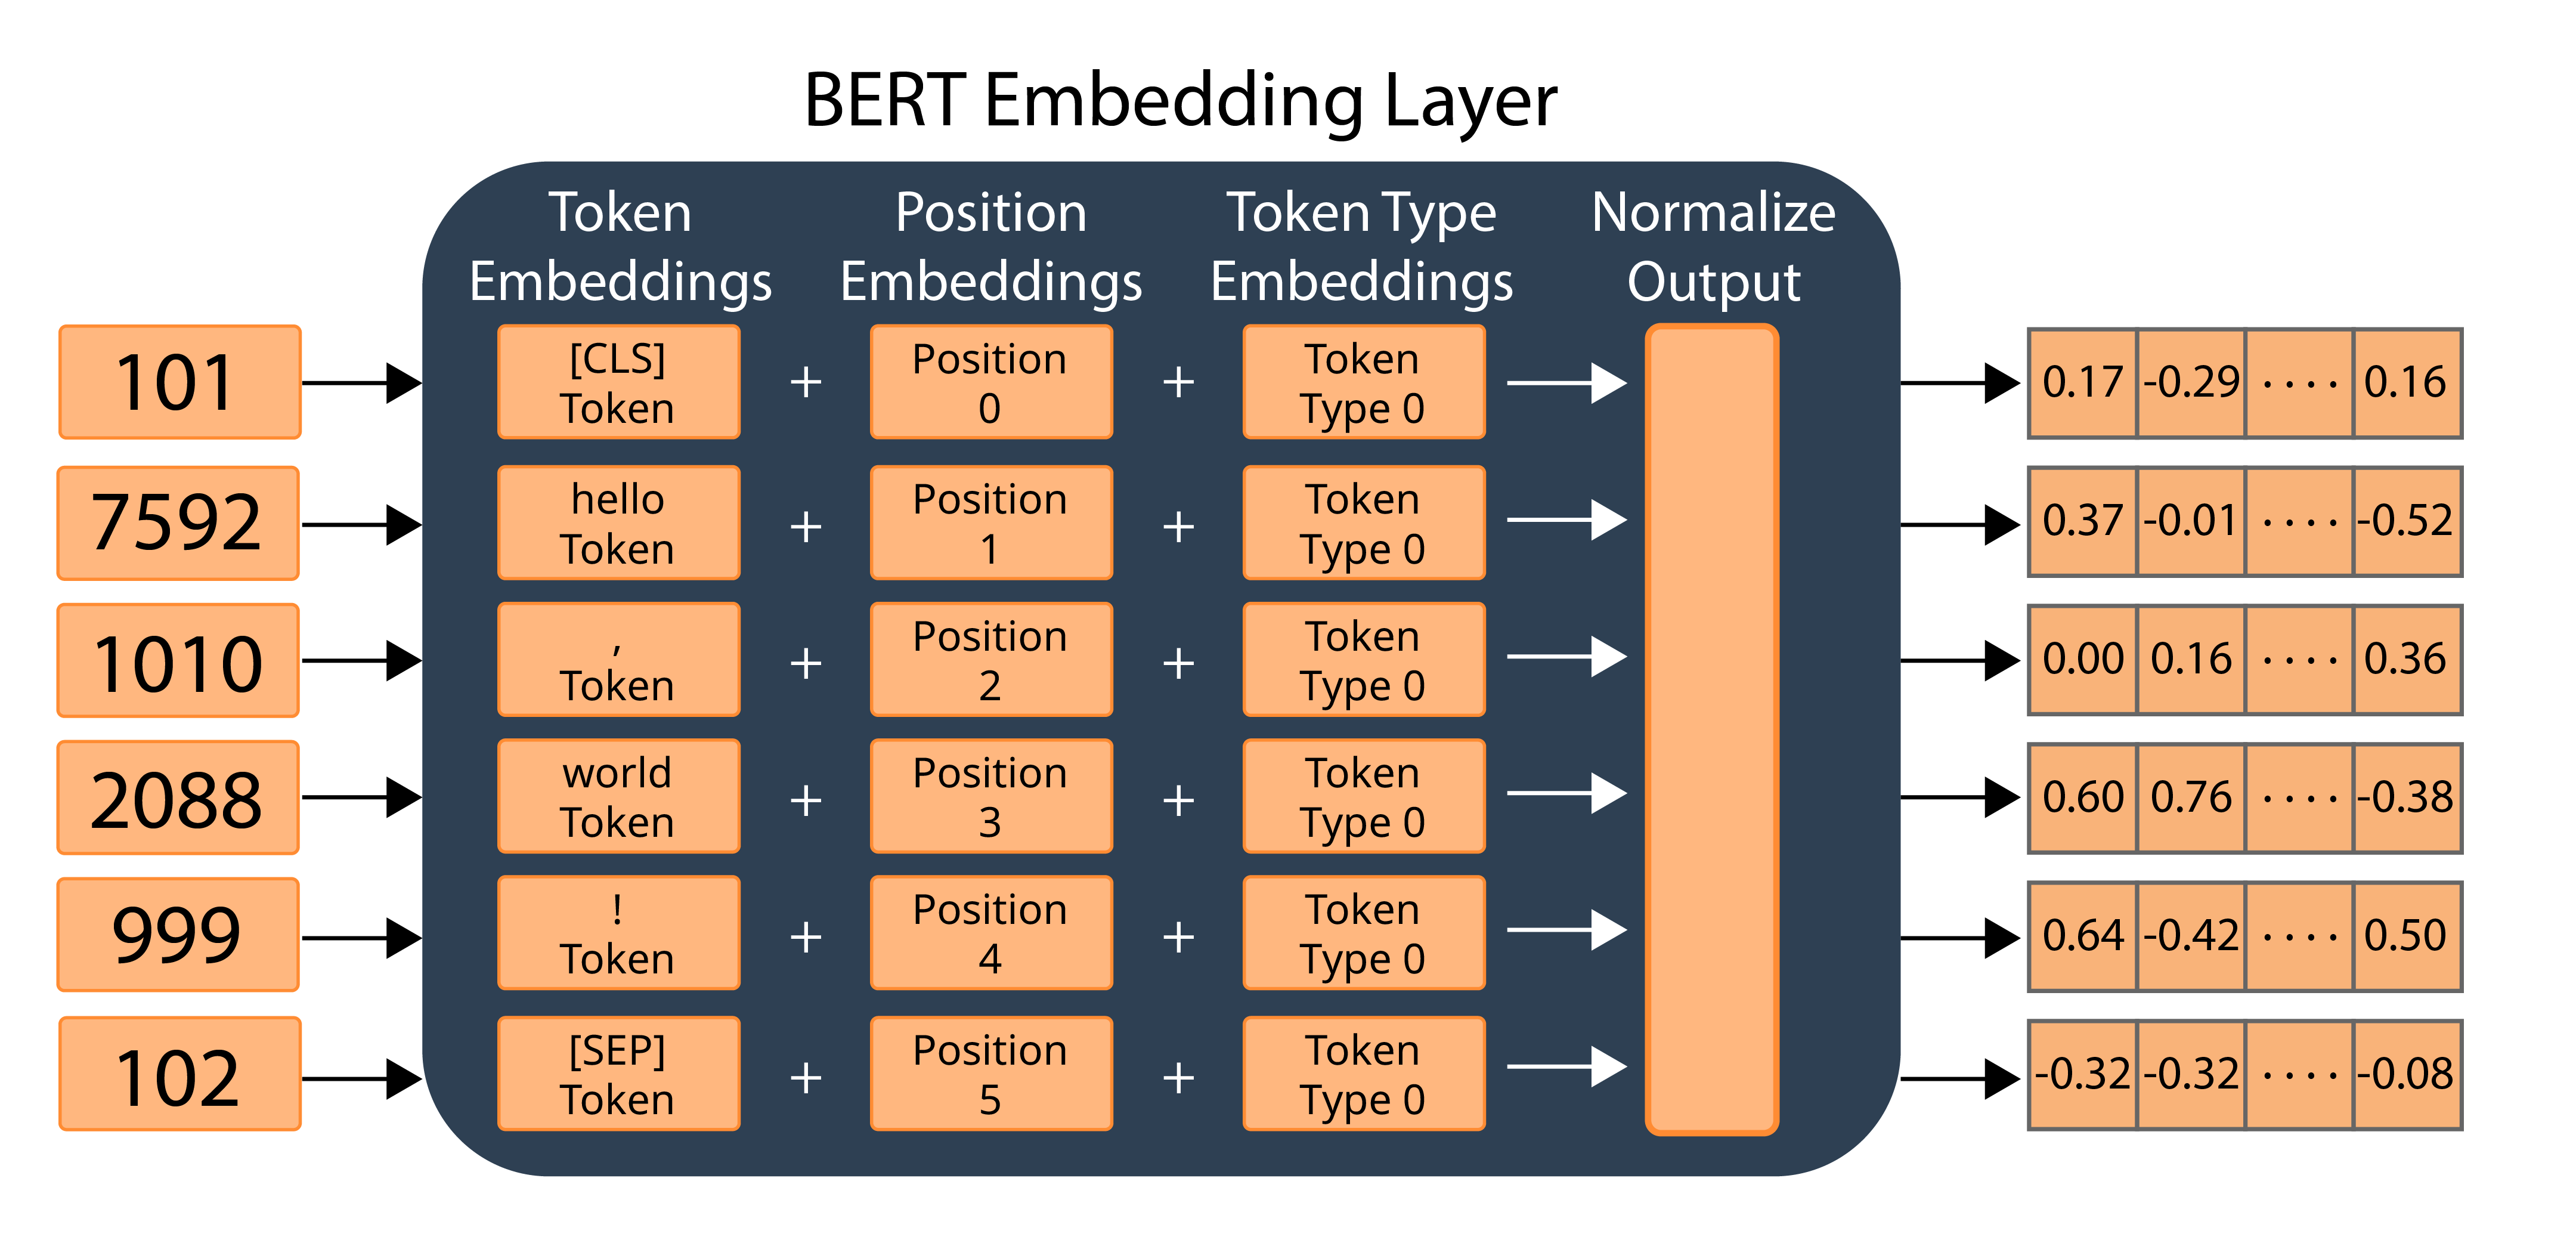 BERT Embedding Layer
Token Embeddings
Position Embeddings
Token Type Embeddings
Normalize Output
101
[CLS] Token
+
Position 0
+
Token Type 0
0.17 -0.29 .... 0.16
7592
hello Token
+
Position 1
+
Token Type 0
0.37 -0.01 .... -0.52
1010
, Token
+
Position 2
+
Token Type 0
0.00 0.16 .... 0.36
2088
world Token
+
Position 3
+
Token Type 0
0.60 0.76 .... -0.38
999
! Token
+
Position 4
+
Token Type 0
0.64 -0.42 .... 0.50
102
[SEP] Token
+
Position 5
+
Token Type 0
-0.32 -0.32 .... -0.08